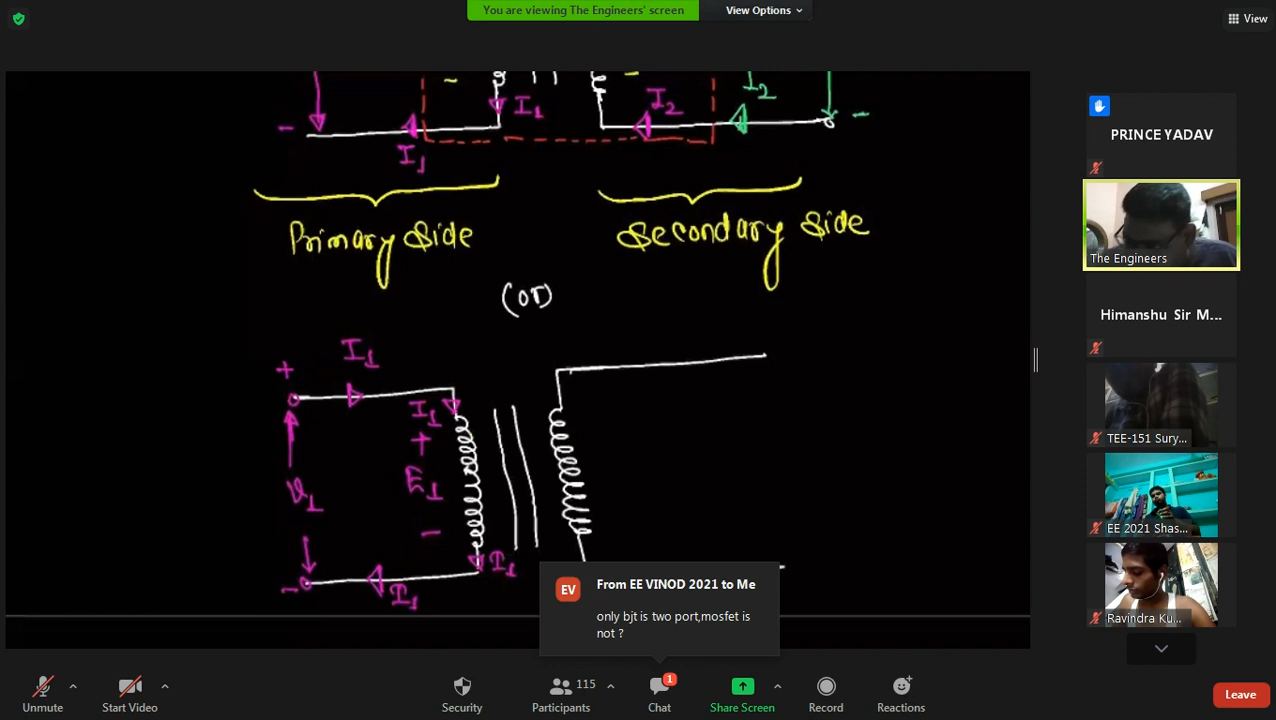 You are viewing The Engineers' screen
View Options
View
I2
I1
I2
-
-
I1
Primary Side
Secondary Side
(or)
+
I1
I1
+
E1
-
V1
I1
-
I1
PRINCE YADAV
The Engineers
Himanshu Sir M...
TEE-151 Sury...
EE 2021 Shas...
Ravindra Ku...
EV
From EE VINOD 2021 to Me
only bjt is two port,mosfet is
not ?
Unmute
Start Video
Security
115
Participants
1
Chat
Share Screen
Record
Reactions
Leave